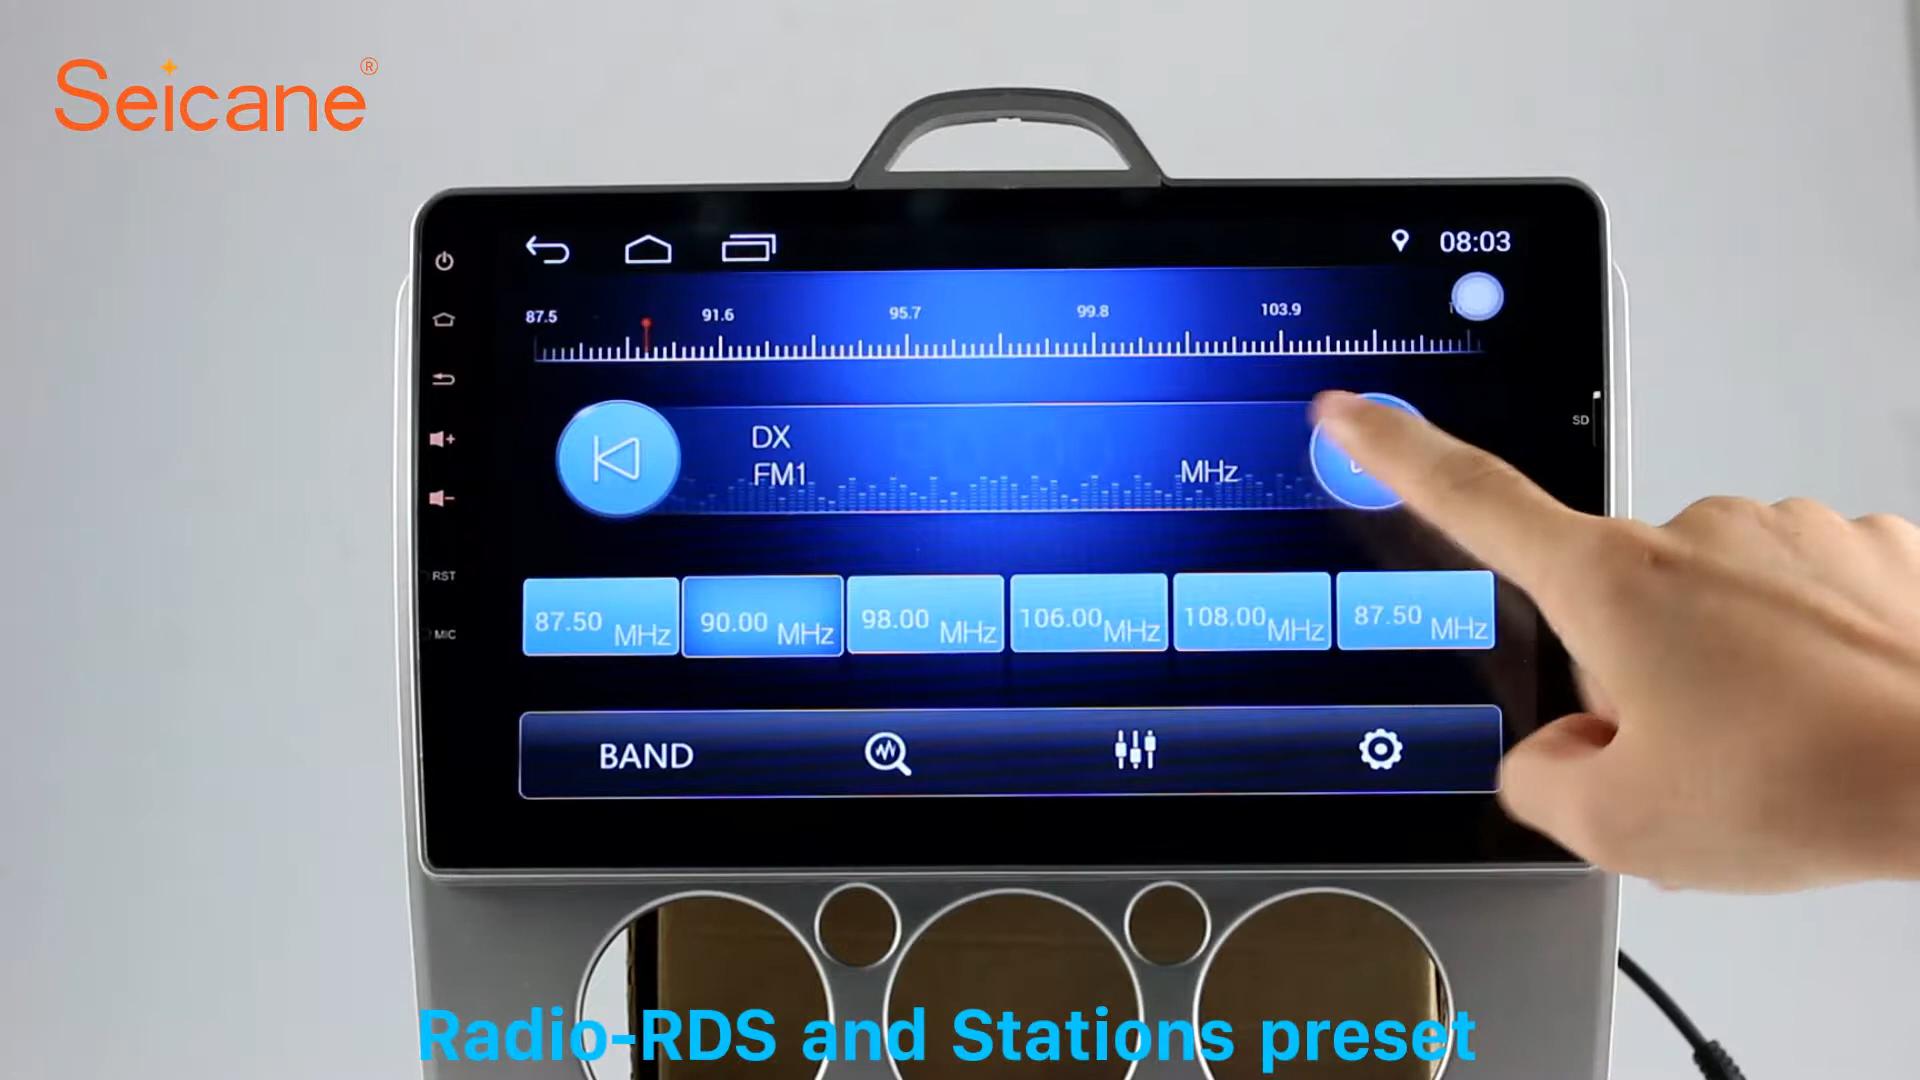 Seicane®
08:03
87.5 91.6 95.7 99.8 103.9
DX
FM1
MHz
SD
RST
MIC
87.50 MHz
90.00 MHz
98.00 MHz
106.00 MHz
108.00 MHz
87.50 MHz
BAND
Radio-RDS and Stations preset